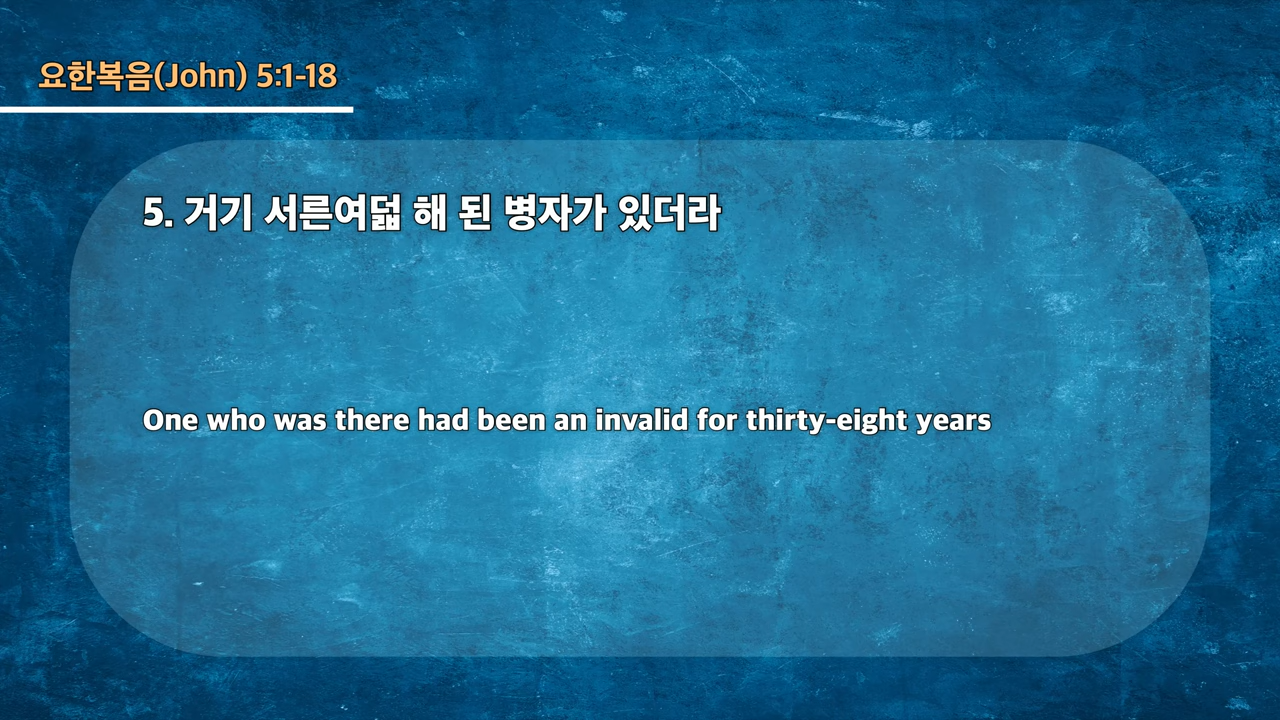 요한복음(John) 5:1-18
5. 거기 서른여덟 해 된 병자가 있더라
One who was there had been an invalid for thirty-eight years